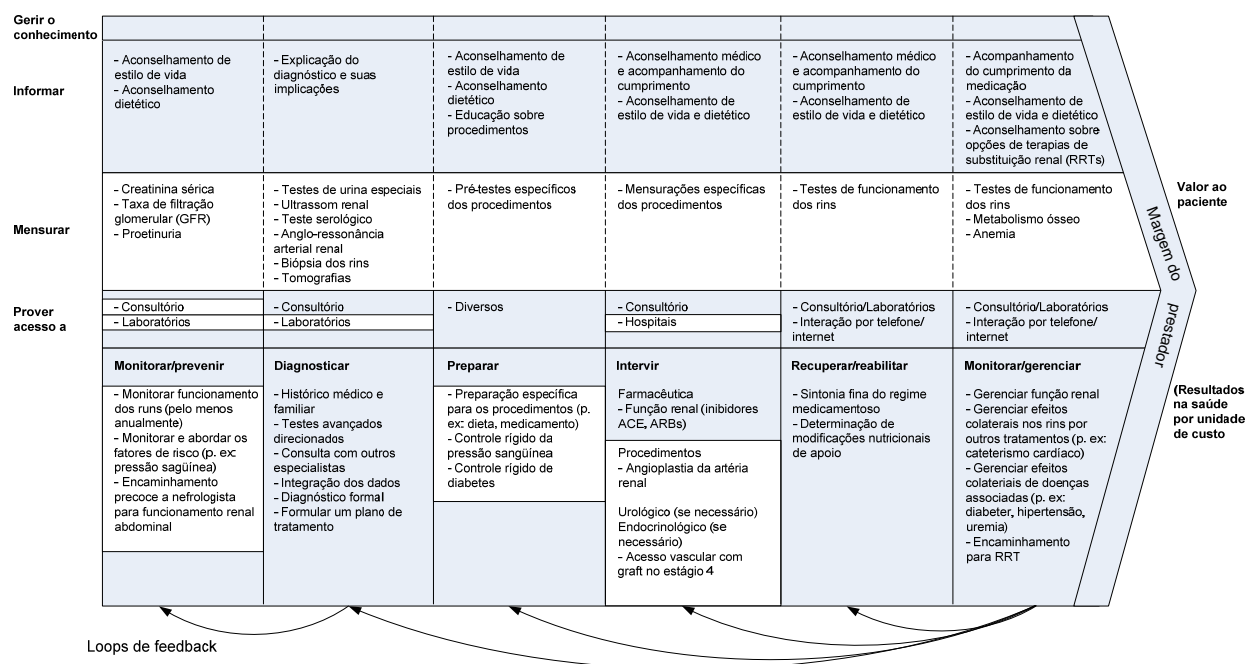 Gerir o
conhecimento
Informar
- Aconselhamento de
estilo de vida
- Aconselhamento
dietético
- Explicação do
diagnóstico e suas
implicações
- Aconselhamento de
estilo de vida
- Aconselhamento
dietético
- Educação sobre
procedimentos
- Aconselhamento médico
e acompanhamento do
cumprimento
- Aconselhamento de
estilo de vida e dietético
- Aconselhamento médico
e acompanhamento do
cumprimento
- Aconselhamento de
estilo de vida e dietético
- Acompanhamento
do cumprimento da
medicação
- Aconselhamento de
estilo de vida e dietético
- Aconselhamento sobre
opções de terapias de
substituição renal (RRTs)
Mensurar
- Creatinina sérica
- Taxa de filtração
glomerular (GFR)
- Proetinuria
- Testes de urina especiais
- Ultrassom renal
- Teste serológico
- Anglo-ressonância
arterial renal
- Biópsia dos rins
- Tomografias
- Pré-testes específicos
dos procedimentos
- Mensurações específicas
dos procedimentos
- Testes de funcionamento
dos rins
- Testes de funcionamento
dos rins
- Metabolismo ósseo
- Anemia
Prover
acesso a
- Consultório
- Laboratórios
- Consultório
- Laboratórios
- Diversos
- Consultório
- Hospitais
- Consultório/Laboratórios
- Interação por telefone/
internet
- Consultório/Laboratórios
- Interação por telefone/
internet
Monitorar/prevenir
- Monitorar funcionamento
dos runs (pelo menos
anualmente)
- Monitorar e abordar os
fatores de risco (p. ex:
pressão sagüínea)
- Encaminhamento
precoce a nefrologista
para funcionamento renal
abdominal
Diagnosticar
- Histórico médico e
familiar
- Testes avançados
direcionados
- Consulta com outros
especialistas
- Integração dos dados
- Diagnóstico formal
- Formular um plano de
tratamento
Preparar
- Preparação específica
para os procedimentos (p.
ex: dieta, medicamento)
- Controle rígido da
pressão sangüínea
- Controle rígido de
diabetes
Intervir
Farmacêutica
- Função renal (inibidores
ACE, ARBs)
Procedimentos
- Angioplastia da artéria
renal
Urológico (se necessário)
Endocrinológico (se
necessário)
- Acesso vascular com
graft no estágio 4
Recuperar/reabilitar
- Sintonia fina do regime
medicamentoso
- Determinação de
modificações nutricionais
de apoio
Monitorar/gerenciar
- Gerenciar função renal
- Gerenciar efeitos
colaterais nos rins por
outros tratamentos (p. ex:
cateterismo cardíaco)
- Gerenciar efeitos
colateriais de doenças
associadas (p. ex:
diabeter, hipertensão,
uremia)
- Encaminhamento
para RRT
Margem do prestador
Valor ao
paciente
(Resultados
na saúde
por unidade
de custo
Loops de feedback